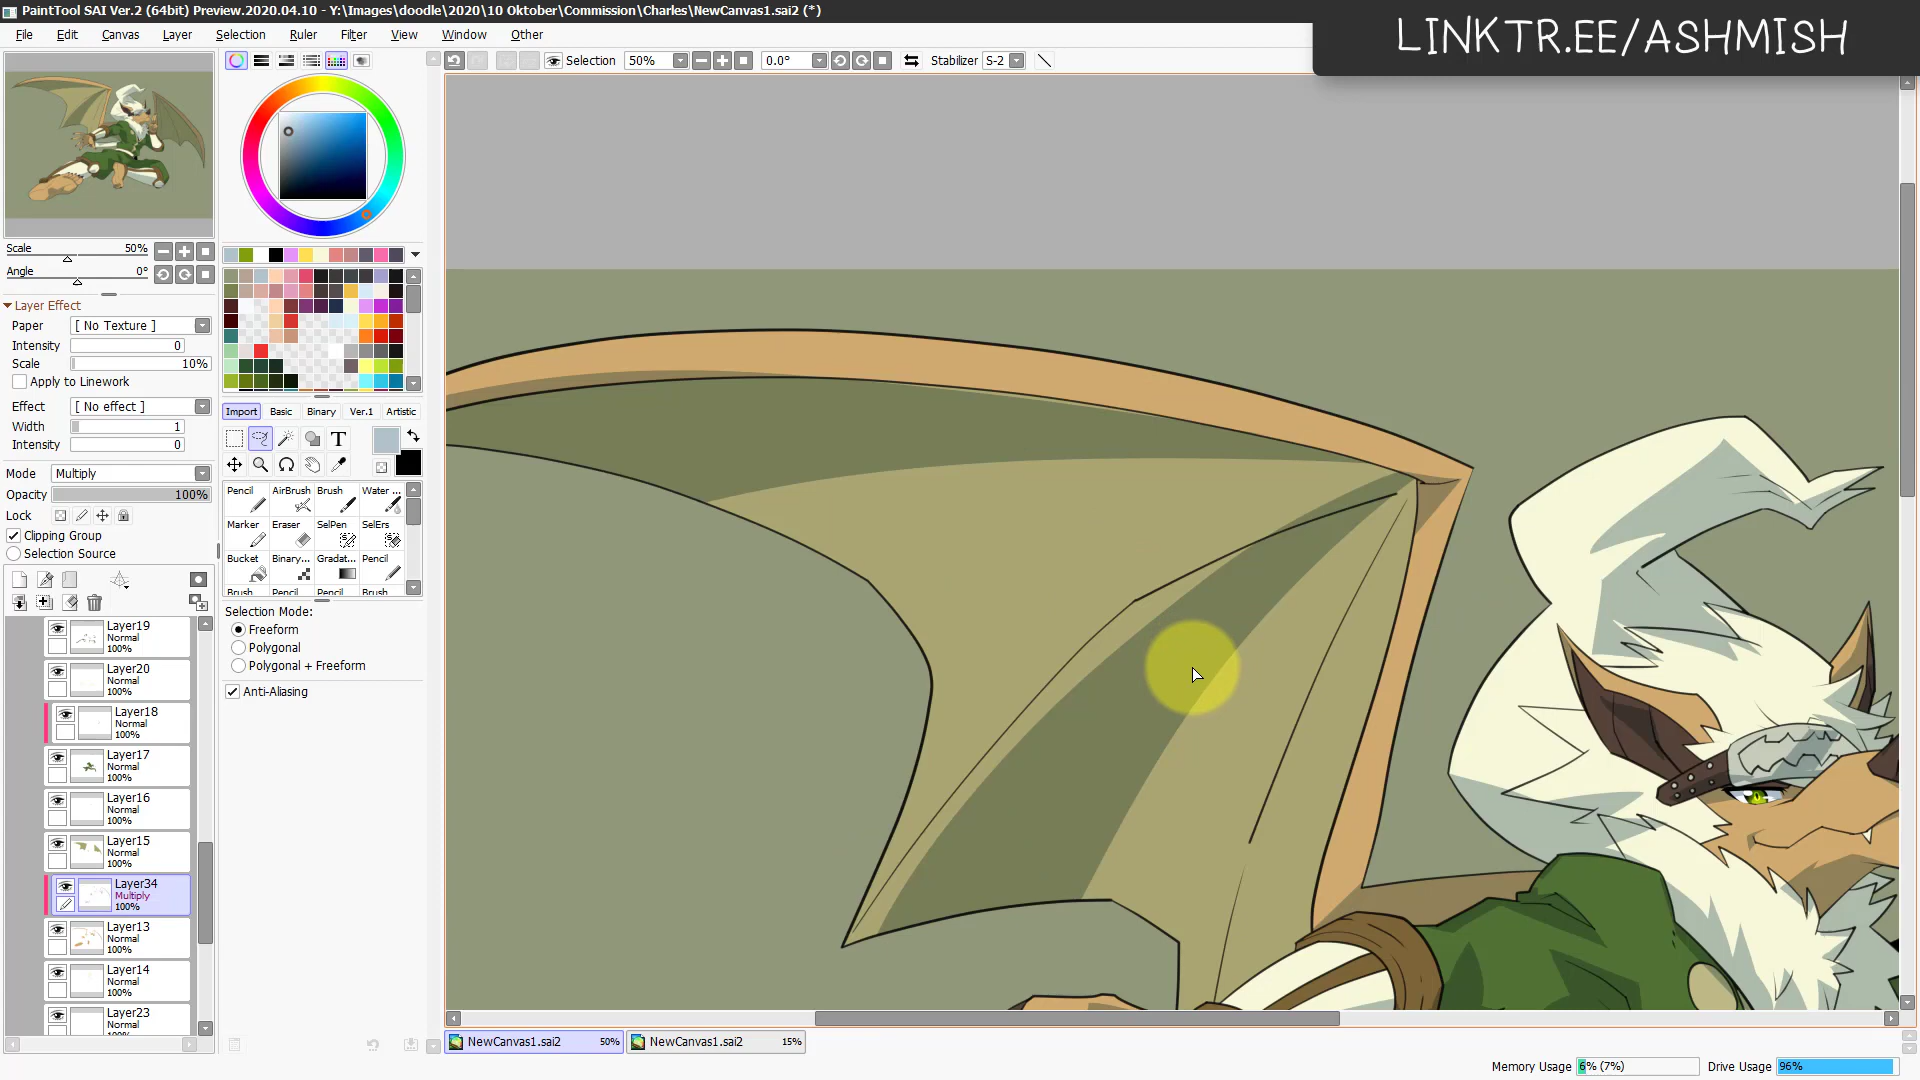 PaintTool SAI Ver.2 (64bit) Preview.2020.04.10 - Y:\Images\doodle\2020\10 Oktober\Commission\Charles\NewCanvas1.sai2 (*)
LINKTR.EE/ASHMISH
File Edit Canvas Layer Selection Ruler Filter View Window Other
Selection 50% 0.0° Stabilizer S-2
Scale 50%
Angle 0°
Layer Effect
Paper [ No Texture ]
Intensity 0
Scale 10%
Apply to Linework
Effect [ No effect ]
Width 1
Intensity 0
Mode Multiply
Opacity 100%
Lock
Clipping Group
Selection Source
Layer19
Normal
100%
Layer20
Normal
100%
Layer18
Normal
100%
Layer17
Normal
100%
Layer16
Normal
100%
Layer15
Normal
100%
Layer34
Multiply
100%
Layer13
Normal
100%
Layer14
Normal
100%
Layer23
Normal
Import Basic Binary Ver.1 Artistic
T
Pencil AirBrush Brush Water ...
Marker Eraser SelPen SelErs
Bucket Binary... Gradat... Pencil
Brush Pencil Pencil Brush
Selection Mode:
Freeform
Polygonal
Polygonal + Freeform
Anti-Aliasing
NewCanvas1.sai2 50% NewCanvas1.sai2 15%
Memory Usage 6% (7%) Drive Usage 96%